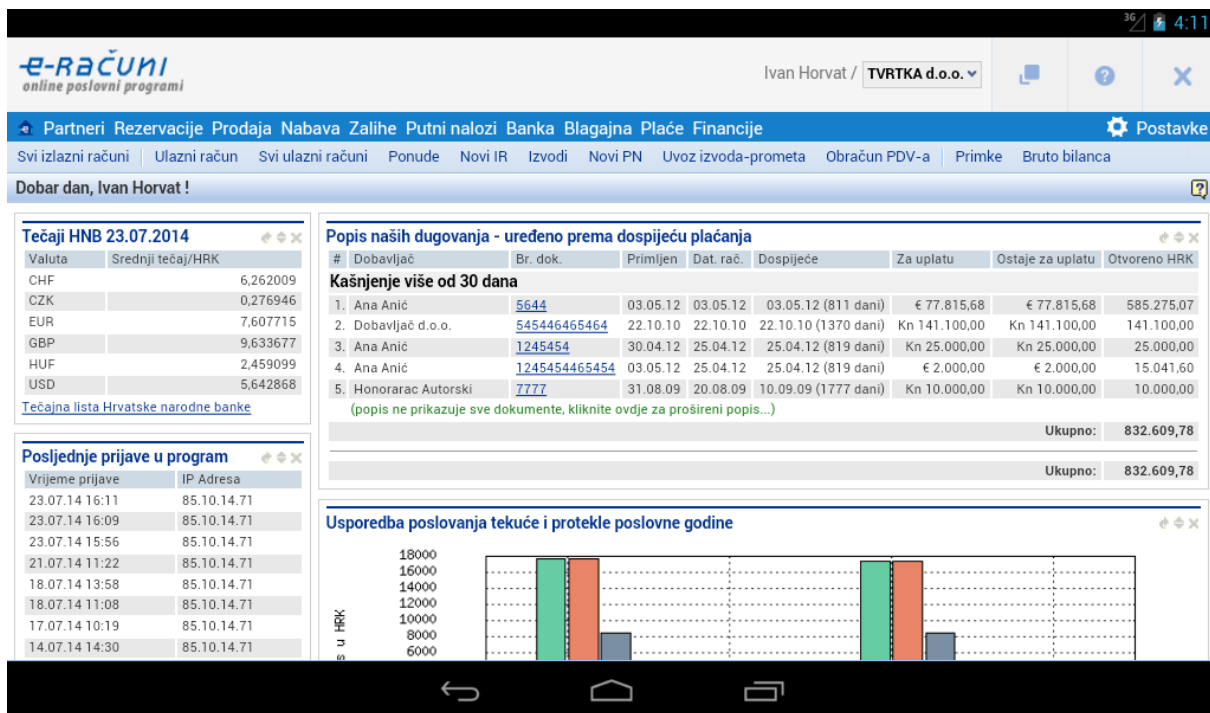 3G 4:11
e-računi
online poslovni programi
Ivan Horvat / TVRTKA d.o.o.
Partneri Rezervacije Prodaja Nabava Zalihe Putni nalozi Banka Blagajna Plaće Financije Postavke
Svi izlazni računi Ulazni račun Svi ulazni računi Ponude Novi IR Izvodi Novi PN Uvoz izvoda-prometa Obračun PDV-a Primke Bruto bilanca
Dobar dan, Ivan Horvat !
Tečaji HNB 23.07.2014
Valuta Srednji tečaj/HRK
CHF 6,262009
CZK 0,276946
EUR 7,607715
GBP 9,633677
HUF 2,459099
USD 5,642868
Tečajna lista Hrvatske narodne banke
Posljednje prijave u program
Vrijeme prijave IP Adresa
23.07.14 16:11 85.10.14.71
23.07.14 16:09 85.10.14.71
23.07.14 15:56 85.10.14.71
21.07.14 11:22 85.10.14.71
18.07.14 13:58 85.10.14.71
18.07.14 11:08 85.10.14.71
17.07.14 10:19 85.10.14.71
14.07.14 14:30 85.10.14.71
Popis naših dugovanja - uređeno prema dospijeću plaćanja
# Dobavljač Br. dok. Primljen Dat. rač. Dospijeće Za uplatu Ostaje za uplatu Otvoreno HRK
Kašnjenje više od 30 dana
1. Ana Anić 5644 03.05.12 03.05.12 03.05.12 (811 dani) € 77.815,68 € 77.815,68 585.275,07
2. Dobavljač d.o.o. 545446465464 22.10.10 22.10.10 22.10.10 (1370 dani) Kn 141.100,00 Kn 141.100,00 141.100,00
3. Ana Anić 1245454 30.04.12 25.04.12 25.04.12 (819 dani) Kn 25.000,00 Kn 25.000,00 25.000,00
4. Ana Anić 1245454465454 03.05.12 25.04.12 25.04.12 (819 dani) € 2.000,00 € 2.000,00 15.041,60
5. Honorarac Autorski 7777 31.08.09 20.08.09 10.09.09 (1777 dani) Kn 10.000,00 Kn 10.000,00 10.000,00
(popis ne prikazuje sve dokumente, kliknite ovdje za prošireni popis...)
Ukupno: 832.609,78
Ukupno: 832.609,78
Usporedba poslovanja tekuće i protekle poslovne godine
18000
16000
14000
12000
10000
8000
6000
s u HRK